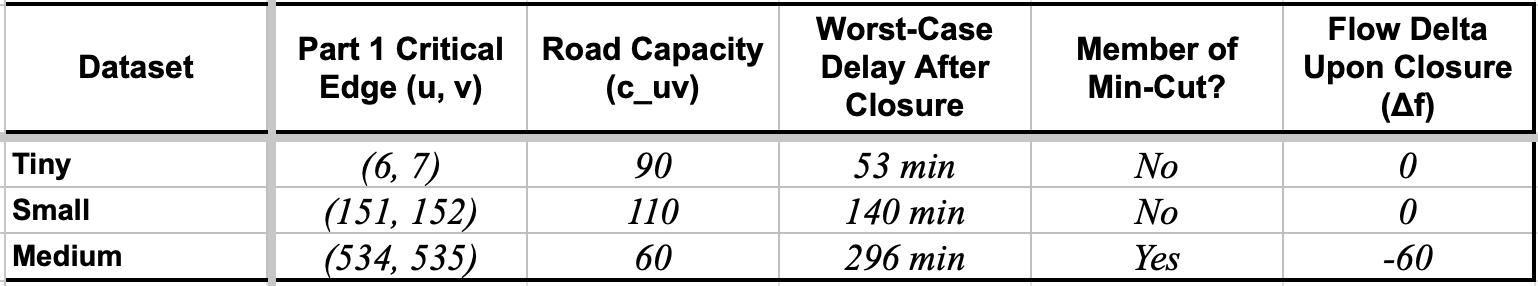 Dataset Part 1 Critical Edge (u, v) Road Capacity (c_uv) Worst-Case Delay After Closure Member of Min-Cut? Flow Delta Upon Closure (Δf)
Tiny (6, 7) 90 53 min No 0
Small (151, 152) 110 140 min No 0
Medium (534, 535) 60 296 min Yes -60